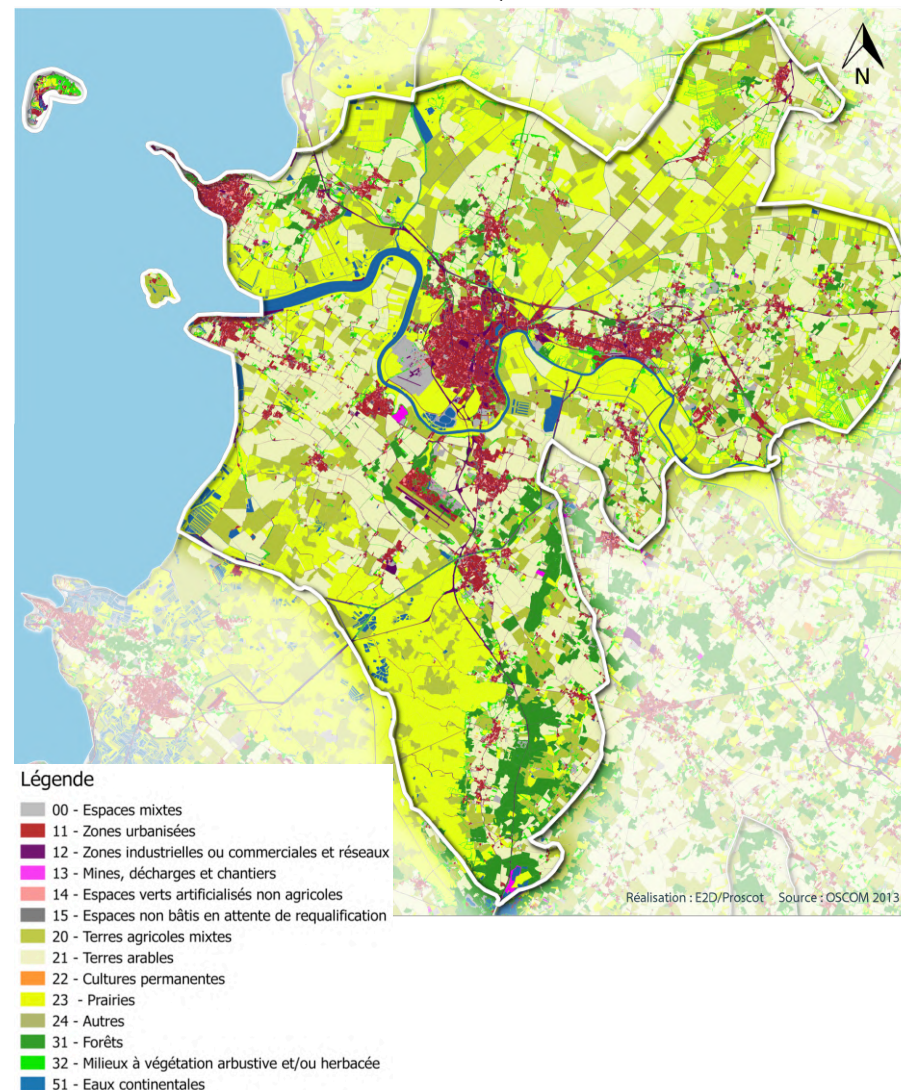 N
Réalisation : E2D/Proscot Source : OSCOM 2013
Légende
00 - Espaces mixtes
11 - Zones urbanisées
12 - Zones industrielles ou commerciales et réseaux
13 - Mines, décharges et chantiers
14 - Espaces verts artificialisés non agricoles
15 - Espaces non bâtis en attente de requalification
20 - Terres agricoles mixtes
21 - Terres arables
22 - Cultures permanentes
23 - Prairies
24 - Autres
31 - Forêts
32 - Milieux à végétation arbustive et/ou herbacée
51 - Eaux continentales